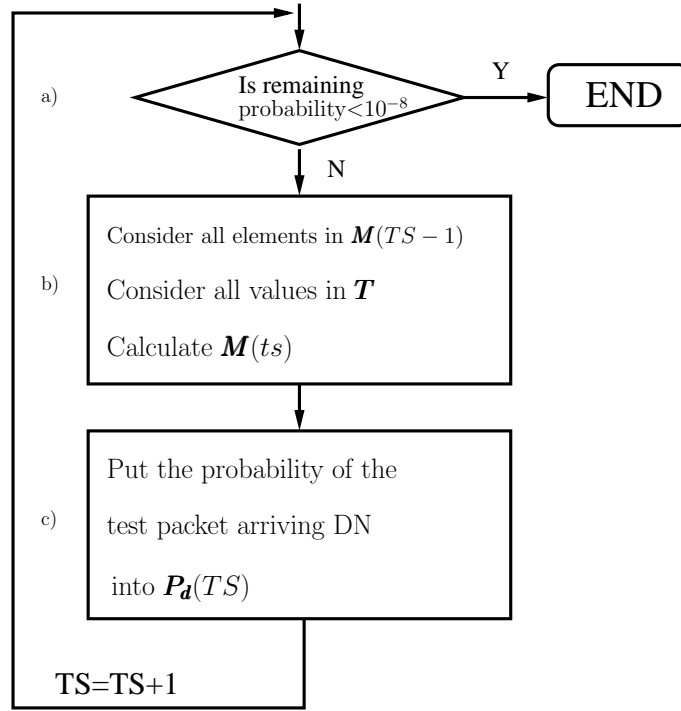 a)
Is remaining
probability<10⁻⁸
Y
END
N
b)
Consider all elements in M(TS − 1)
Consider all values in T
Calculate M(ts)
c)
Put the probability of the
test packet arriving DN
into P_d(TS)
TS=TS+1